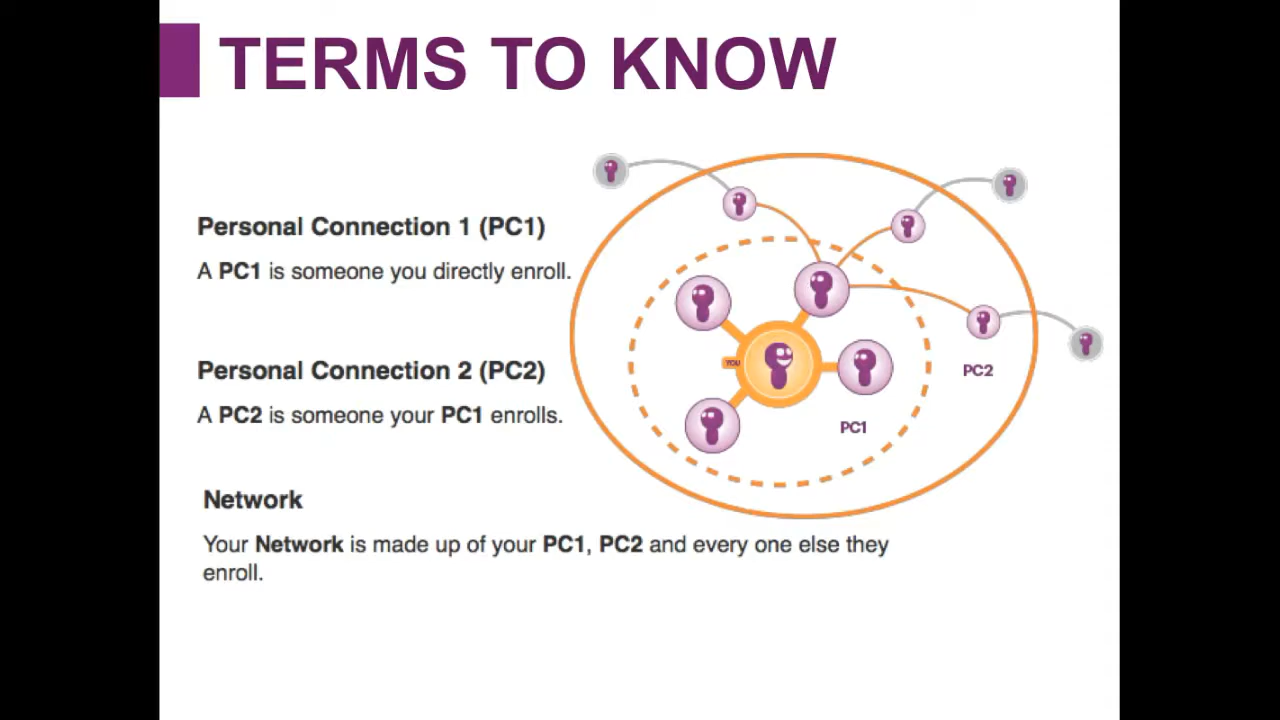 TERMS TO KNOW
Personal Connection 1 (PC1)
A PC1 is someone you directly enroll.
Personal Connection 2 (PC2)
A PC2 is someone your PC1 enrolls.
YOU
PC2
PC1
Network
Your Network is made up of your PC1, PC2 and every one else they
enroll.